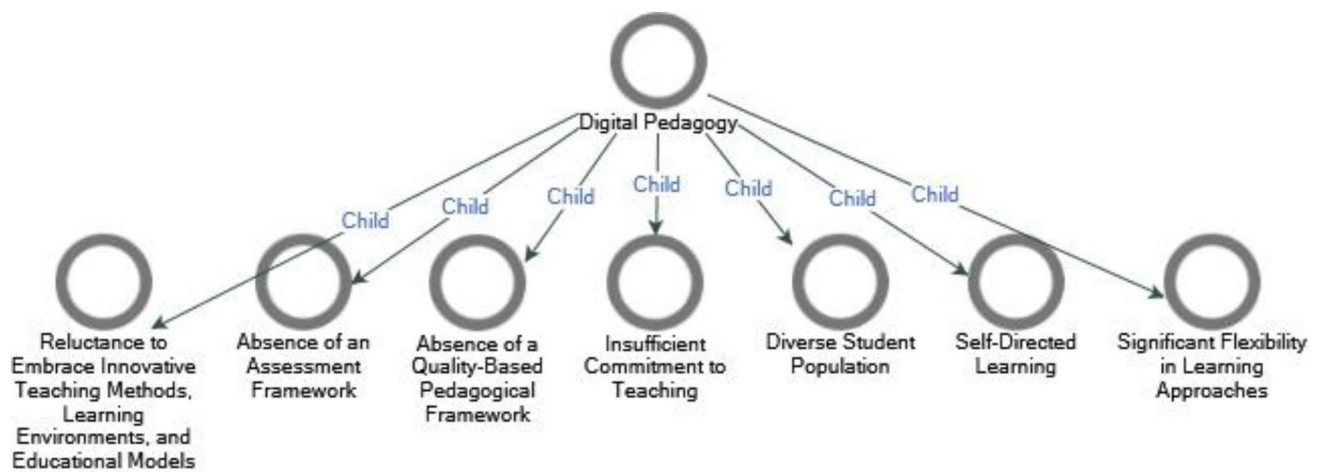 Digital Pedagogy
Child
Child
Child
Child
Child
Child
Child
Reluctance to
Embrace Innovative
Teaching Methods,
Learning
Environments, and
Educational Models
Absence of an
Assessment
Framework
Absence of a
Quality-Based
Pedagogical
Framework
Insufficient
Commitment to
Teaching
Diverse Student
Population
Self-Directed
Learning
Significant Flexibility
in Learning
Approaches